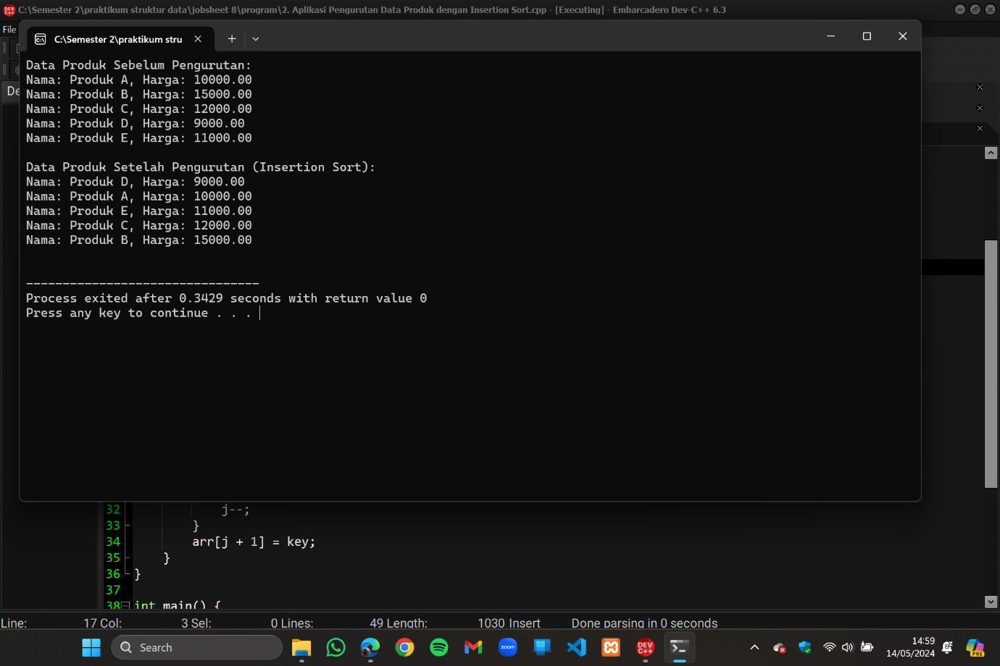 C:\Semester 2\praktikum struktur data\jobsheet 8\program\2. Aplikasi Pengurutan Data Produk dengan Insertion Sort.cpp - [Executing] - Embarcadero Dev-C++ 6.3
File
C:\Semester 2\praktikum stru
De
Data Produk Sebelum Pengurutan:
Nama: Produk A, Harga: 10000.00
Nama: Produk B, Harga: 15000.00
Nama: Produk C, Harga: 12000.00
Nama: Produk D, Harga: 9000.00
Nama: Produk E, Harga: 11000.00
Data Produk Setelah Pengurutan (Insertion Sort):
Nama: Produk D, Harga: 9000.00
Nama: Produk A, Harga: 10000.00
Nama: Produk E, Harga: 11000.00
Nama: Produk C, Harga: 12000.00
Nama: Produk B, Harga: 15000.00
--------------------------------
Process exited after 0.3429 seconds with return value 0
Press any key to continue . . .
32 j--;
33 }
34 arr[j + 1] = key;
35 }
36 }
37
38 int main() {
Line: 17 Col: 3 Sel: 0 Lines: 49 Length: 1030 Insert Done parsing in 0 seconds
Search
zoom
DEV C++
14:59
14/05/2024
PRE